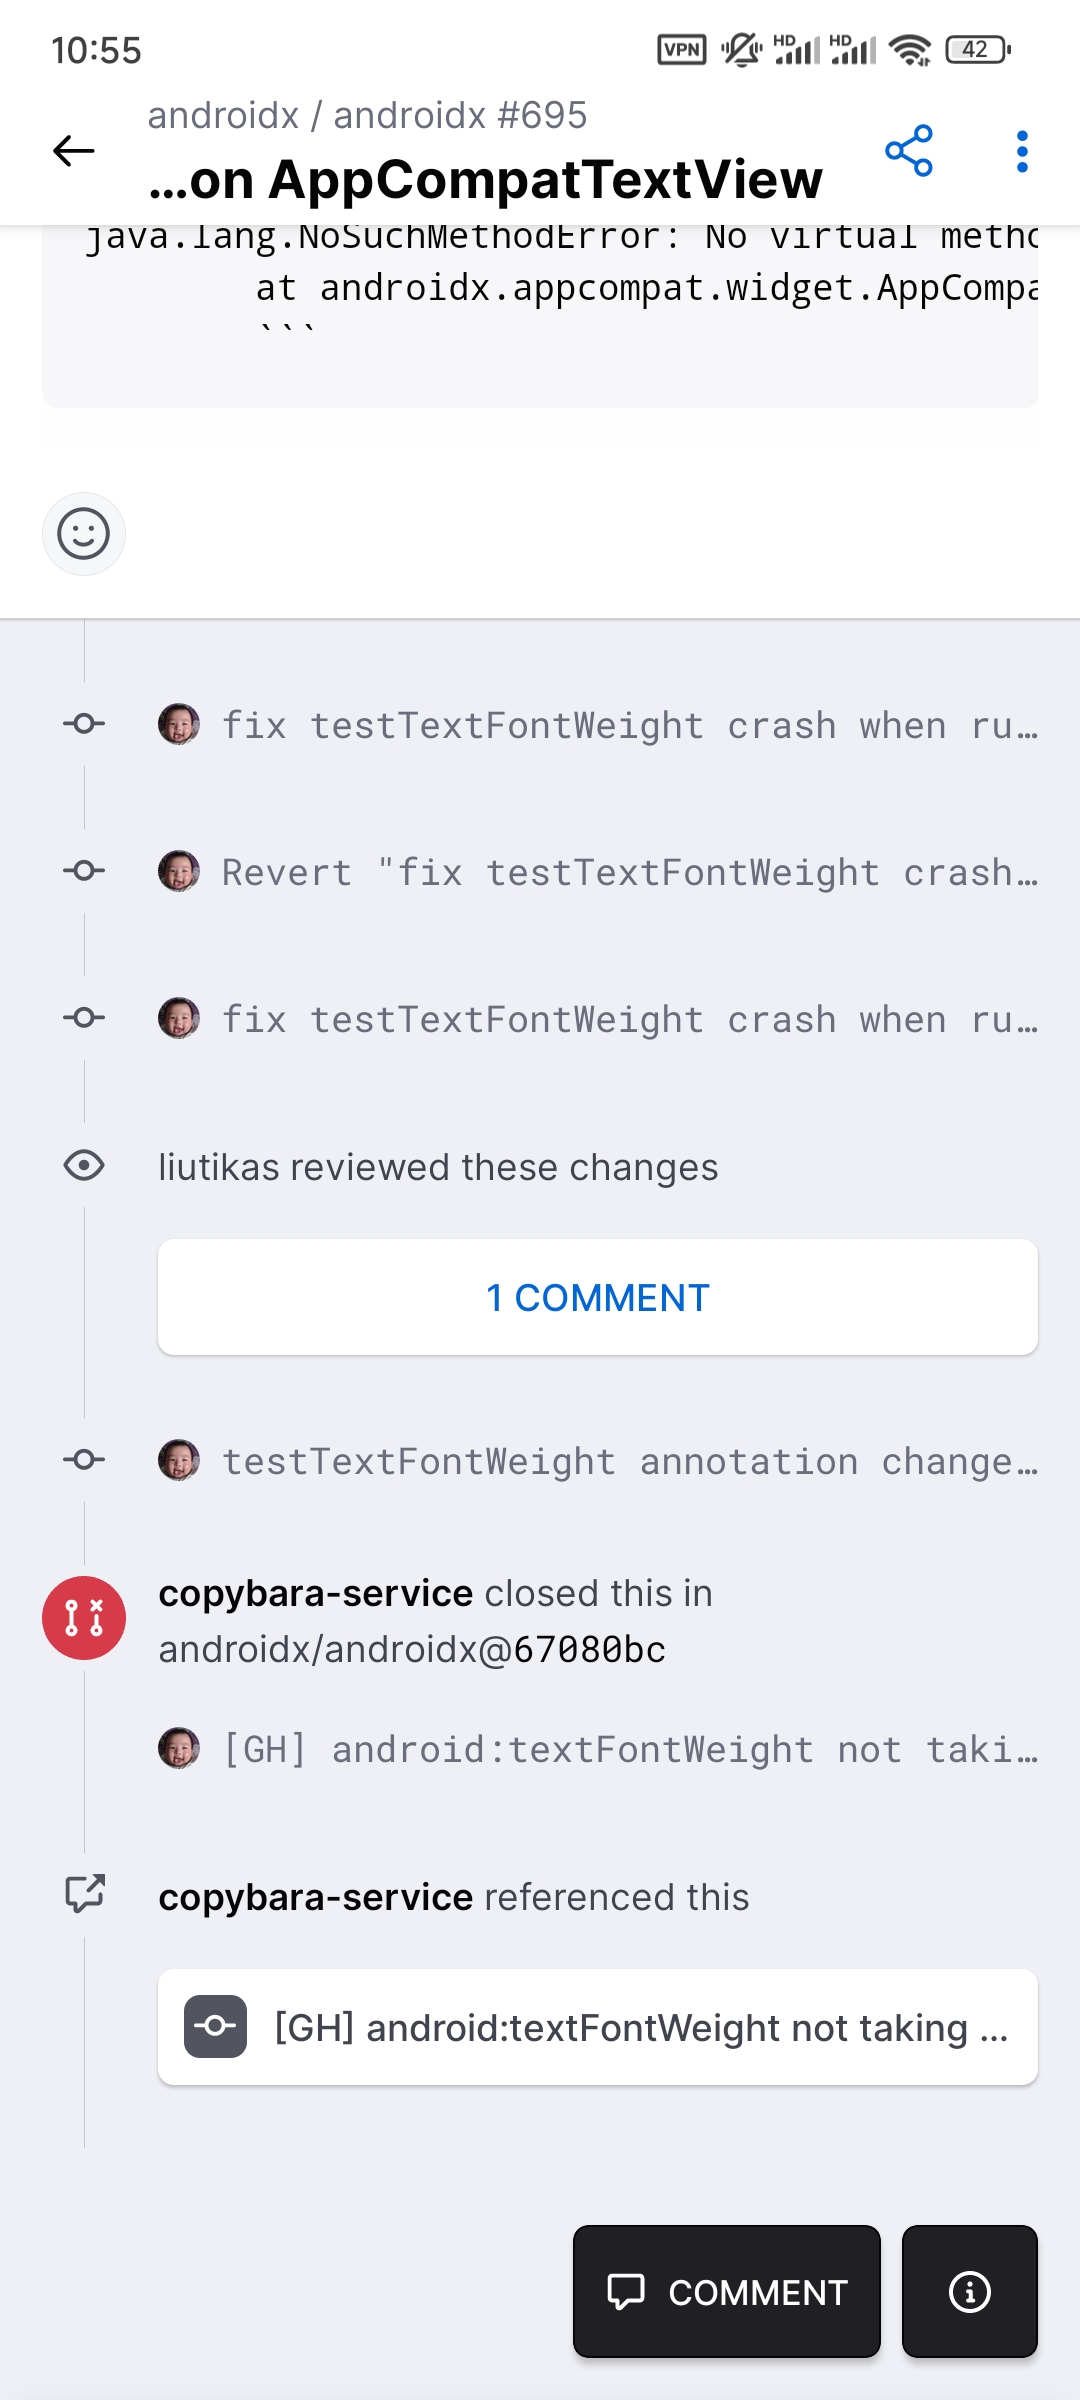 10:55
VPN HD HD 42
androidx / androidx #695
...on AppCompatTextView
java.lang.NoSuchMethodError: No virtual metho
at androidx.appcompat.widget.AppCompa
```
fix testTextFontWeight crash when ru...
Revert "fix testTextFontWeight crash...
fix testTextFontWeight crash when ru...
liutikas reviewed these changes
1 COMMENT
testTextFontWeight annotation change...
copybara-service closed this in
androidx/androidx@67080bc
[GH] android:textFontWeight not taki...
copybara-service referenced this
[GH] android:textFontWeight not taking ...
COMMENT